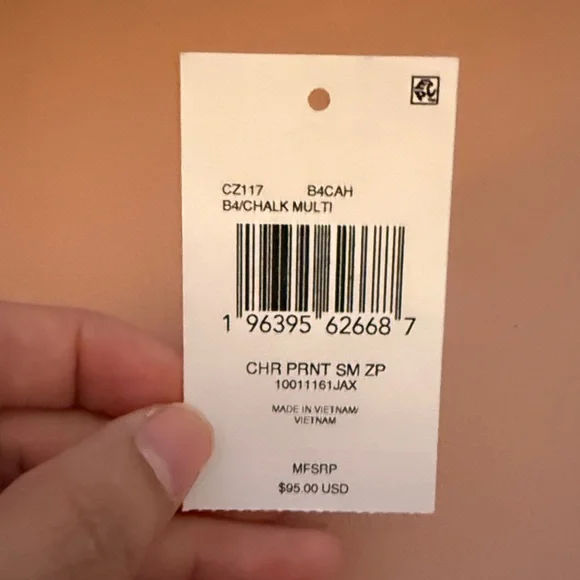 CZ117 B4CAH
B4/CHALK MULTI
1 96395 62668 7
CHR PRNT SM ZP
10011161JAX
MADE IN VIETNAM/
VIETNAM
MFSRP
$95.00 USD